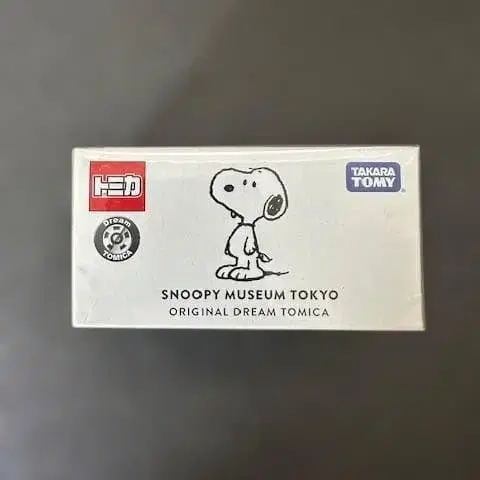 トミカ
TAKARA
TOMY
Dream
TOMICA
SNOOPY MUSEUM TOKYO
ORIGINAL DREAM TOMICA